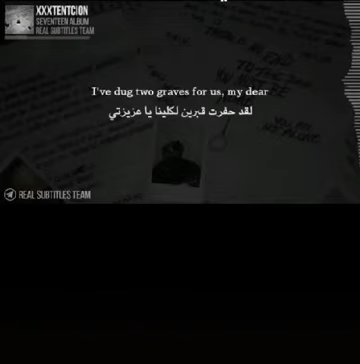 XXXTENTCION
SEVENTEEN ALBUM
REAL SUBTITLES TEAM
I've dug two graves for us, my dear
لقد حفرت قبرين لكلينا يا عزيزتي
REAL SUBTITLES TEAM